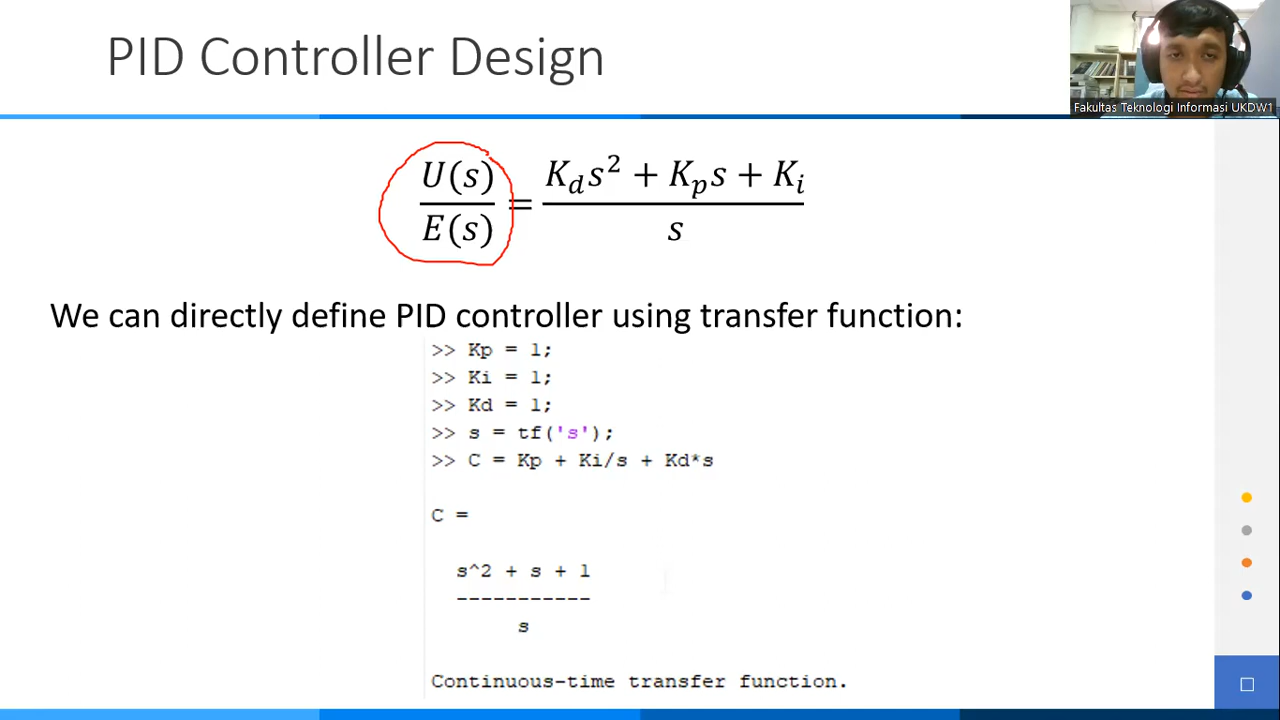 PID Controller Design
Fakultas Teknologi Informasi UKDW1
U(s)/E(s) = (K_d s² + K_p s + K_i)/s
We can directly define PID controller using transfer function:
>> Kp = 1;
>> Ki = 1;
>> Kd = 1;
>> s = tf('s');
>> C = Kp + Ki/s + Kd*s
C =
s^2 + s + 1
-----------
s
Continuous-time transfer function.